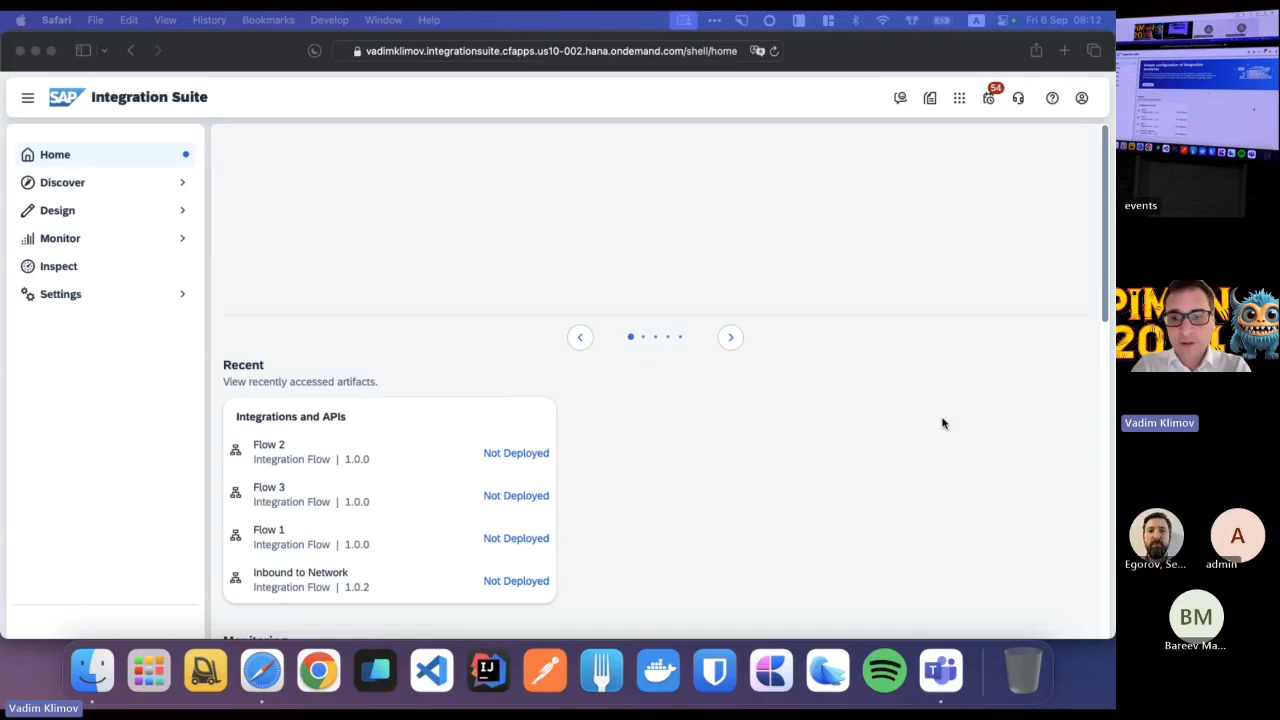 Safari File Edit View History Bookmarks Develop Window Help
A Fri 6 Sep 08:12
vadimklimov.integrationsuite.cfapps.us10-002.hana.ondemand.com/shell/home
SAP Integration Suite
54
Home
Discover
Design
Monitor
Inspect
Settings
Recent
View recently accessed artifacts.
Integrations and APIs
Flow 2
Integration Flow | 1.0.0
Not Deployed
Flow 3
Integration Flow | 1.0.0
Not Deployed
Flow 1
Integration Flow | 1.0.0
Not Deployed
Inbound to Network
Integration Flow | 1.0.2
Not Deployed
Vadim Klimov
events
Vadim Klimov
Egorov, Se...
A
admin
BM
Bareev Ma...